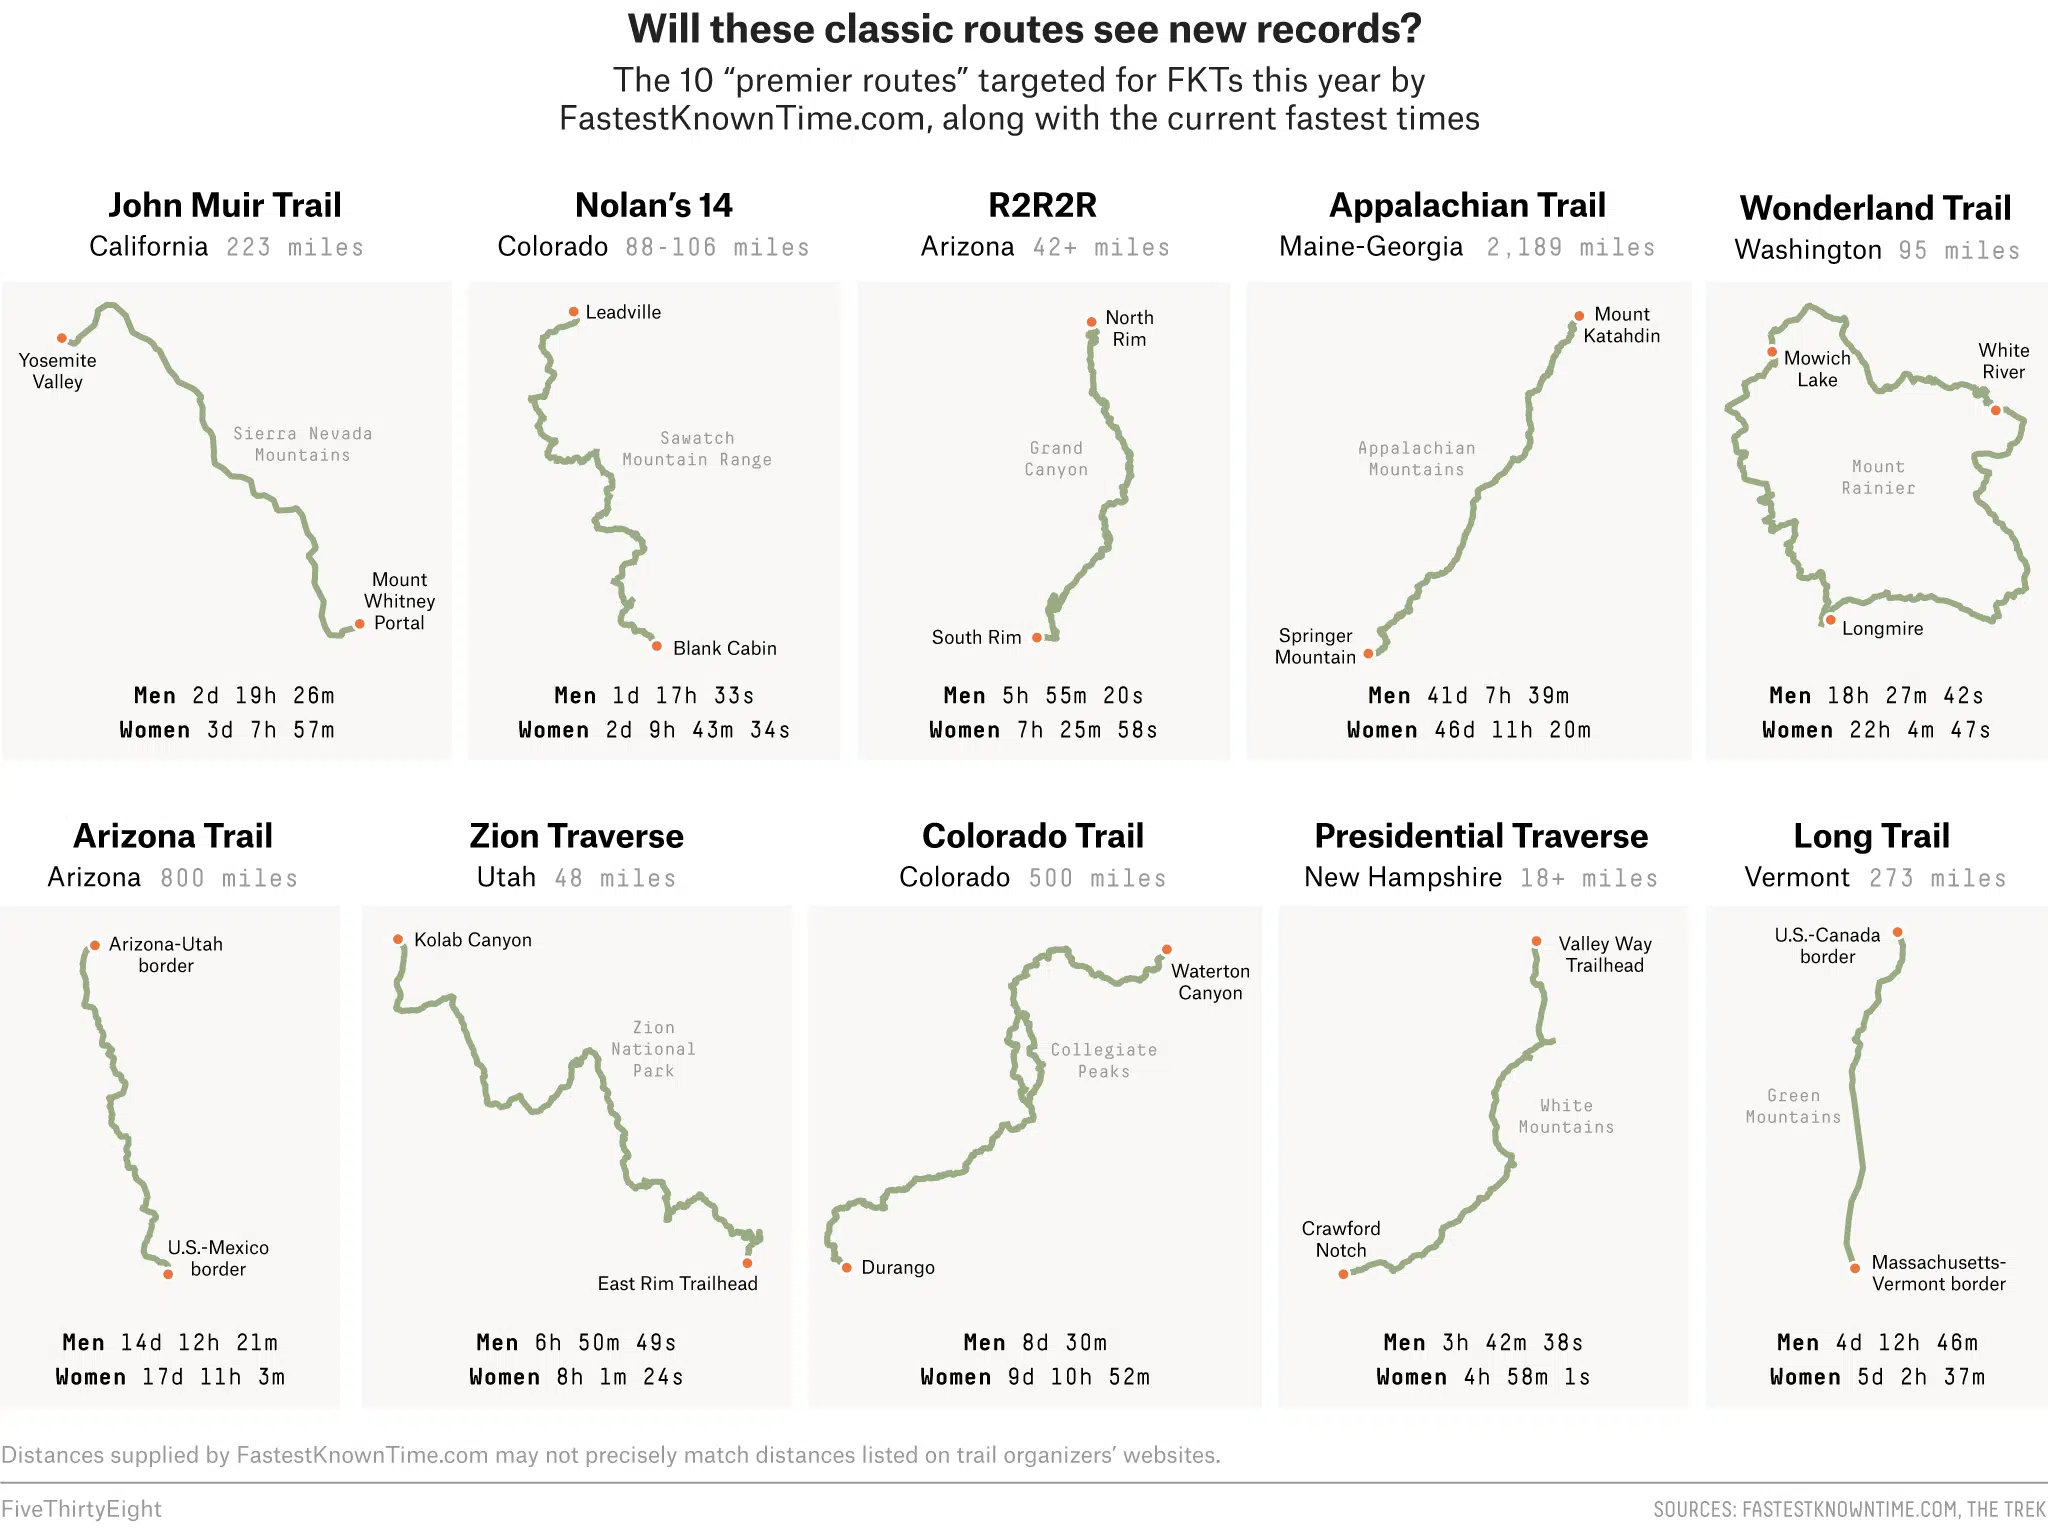 Will these classic routes see new records?
The 10 “premier routes” targeted for FKTs this year by
FastestKnownTime.com, along with the current fastest times
John Muir Trail
California 223 miles
Yosemite
Valley
Sierra Nevada
Mountains
Mount
Whitney
Portal
Men 2d 19h 26m
Women 3d 7h 57m
Nolan’s 14
Colorado 88-106 miles
Leadville
Sawatch
Mountain Range
Blank Cabin
Men 1d 17h 33s
Women 2d 9h 43m 34s
R2R2R
Arizona 42+ miles
North
Rim
Grand
Canyon
South Rim
Men 5h 55m 20s
Women 7h 25m 58s
Appalachian Trail
Maine-Georgia 2,189 miles
Mount
Katahdin
Appalachian
Mountains
Springer
Mountain
Men 41d 7h 39m
Women 46d 11h 20m
Wonderland Trail
Washington 95 miles
Mowich
Lake
White
River
Mount
Rainier
Longmire
Men 18h 27m 42s
Women 22h 4m 47s
Arizona Trail
Arizona 800 miles
Arizona-Utah
border
U.S.-Mexico
border
Men 14d 12h 21m
Women 17d 11h 3m
Zion Traverse
Utah 48 miles
Kolab Canyon
Zion
National
Park
East Rim Trailhead
Men 6h 50m 49s
Women 8h 1m 24s
Colorado Trail
Colorado 500 miles
Waterton
Canyon
Collegiate
Peaks
Durango
Men 8d 30m
Women 9d 10h 52m
Presidential Traverse
New Hampshire 18+ miles
Valley Way
Trailhead
White
Mountains
Crawford
Notch
Men 3h 42m 38s
Women 4h 58m 1s
Long Trail
Vermont 273 miles
U.S.-Canada
border
Green
Mountains
Massachusetts-
Vermont border
Men 4d 12h 46m
Women 5d 2h 37m
Distances supplied by FastestKnownTime.com may not precisely match distances listed on trail organizers’ websites.
FiveThirtyEight
SOURCES: FASTESTKNOWNTIME.COM, THE TREK